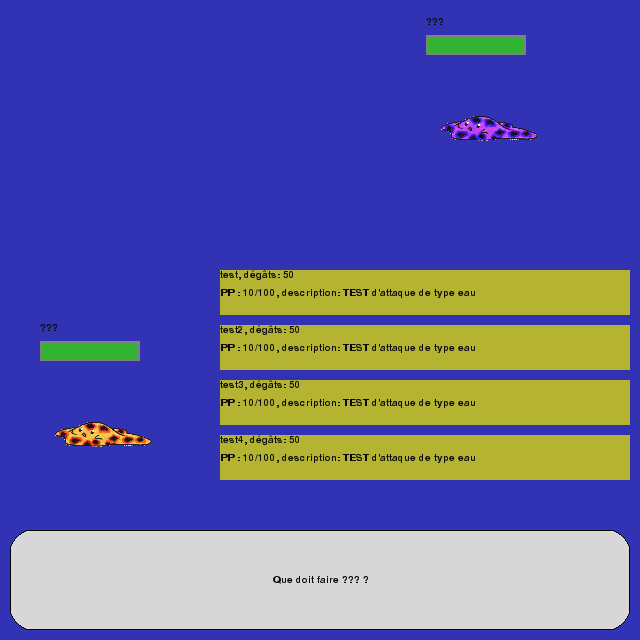 ???
test, dégâts: 50
PP : 10/100, description: TEST d'attaque de type eau
???
test2, dégâts: 50
PP : 10/100, description: TEST d'attaque de type eau
test3, dégâts: 50
PP : 10/100, description: TEST d'attaque de type eau
test4, dégâts: 50
PP : 10/100, description: TEST d'attaque de type eau
Que doit faire ??? ?